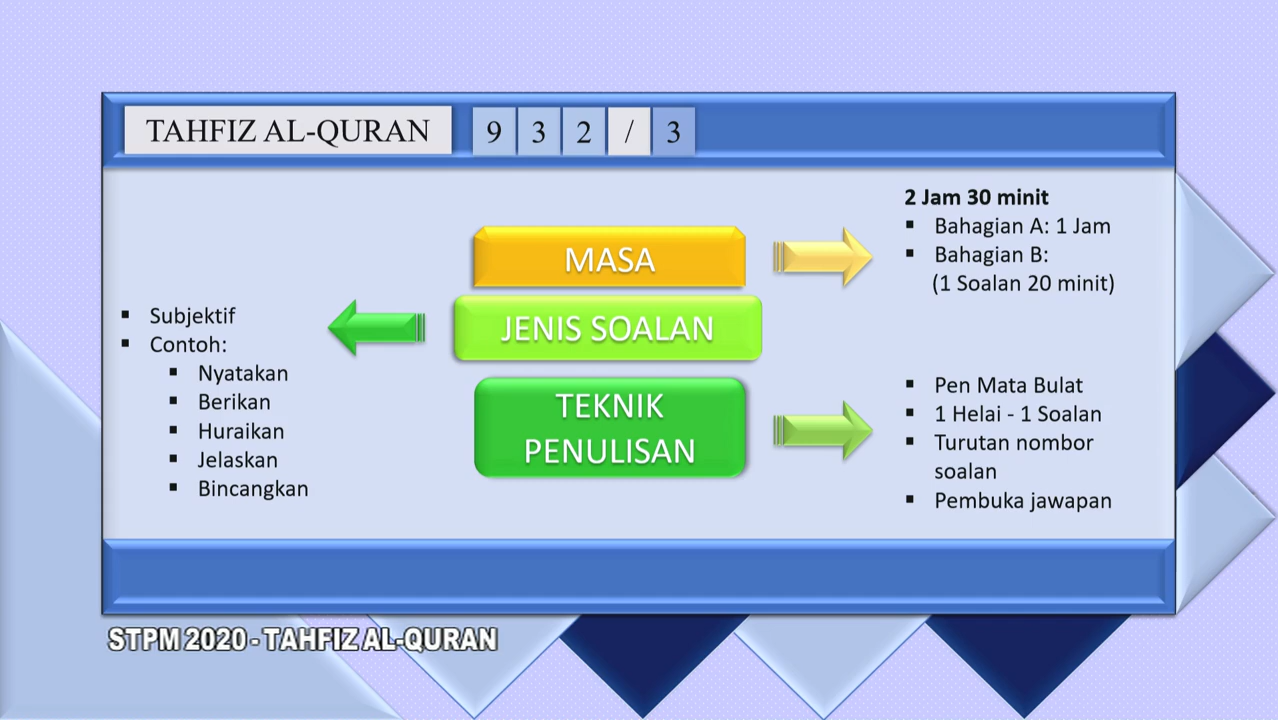 TAHFIZ AL-QURAN 9 3 2 / 3
MASA
2 Jam 30 minit
▪ Bahagian A: 1 Jam
▪ Bahagian B:
(1 Soalan 20 minit)
JENIS SOALAN
▪ Subjektif
▪ Contoh:
▪ Nyatakan
▪ Berikan
▪ Huraikan
▪ Jelaskan
▪ Bincangkan
TEKNIK
PENULISAN
▪ Pen Mata Bulat
▪ 1 Helai - 1 Soalan
▪ Turutan nombor
soalan
▪ Pembuka jawapan
STPM 2020 - TAHFIZ AL-QURAN